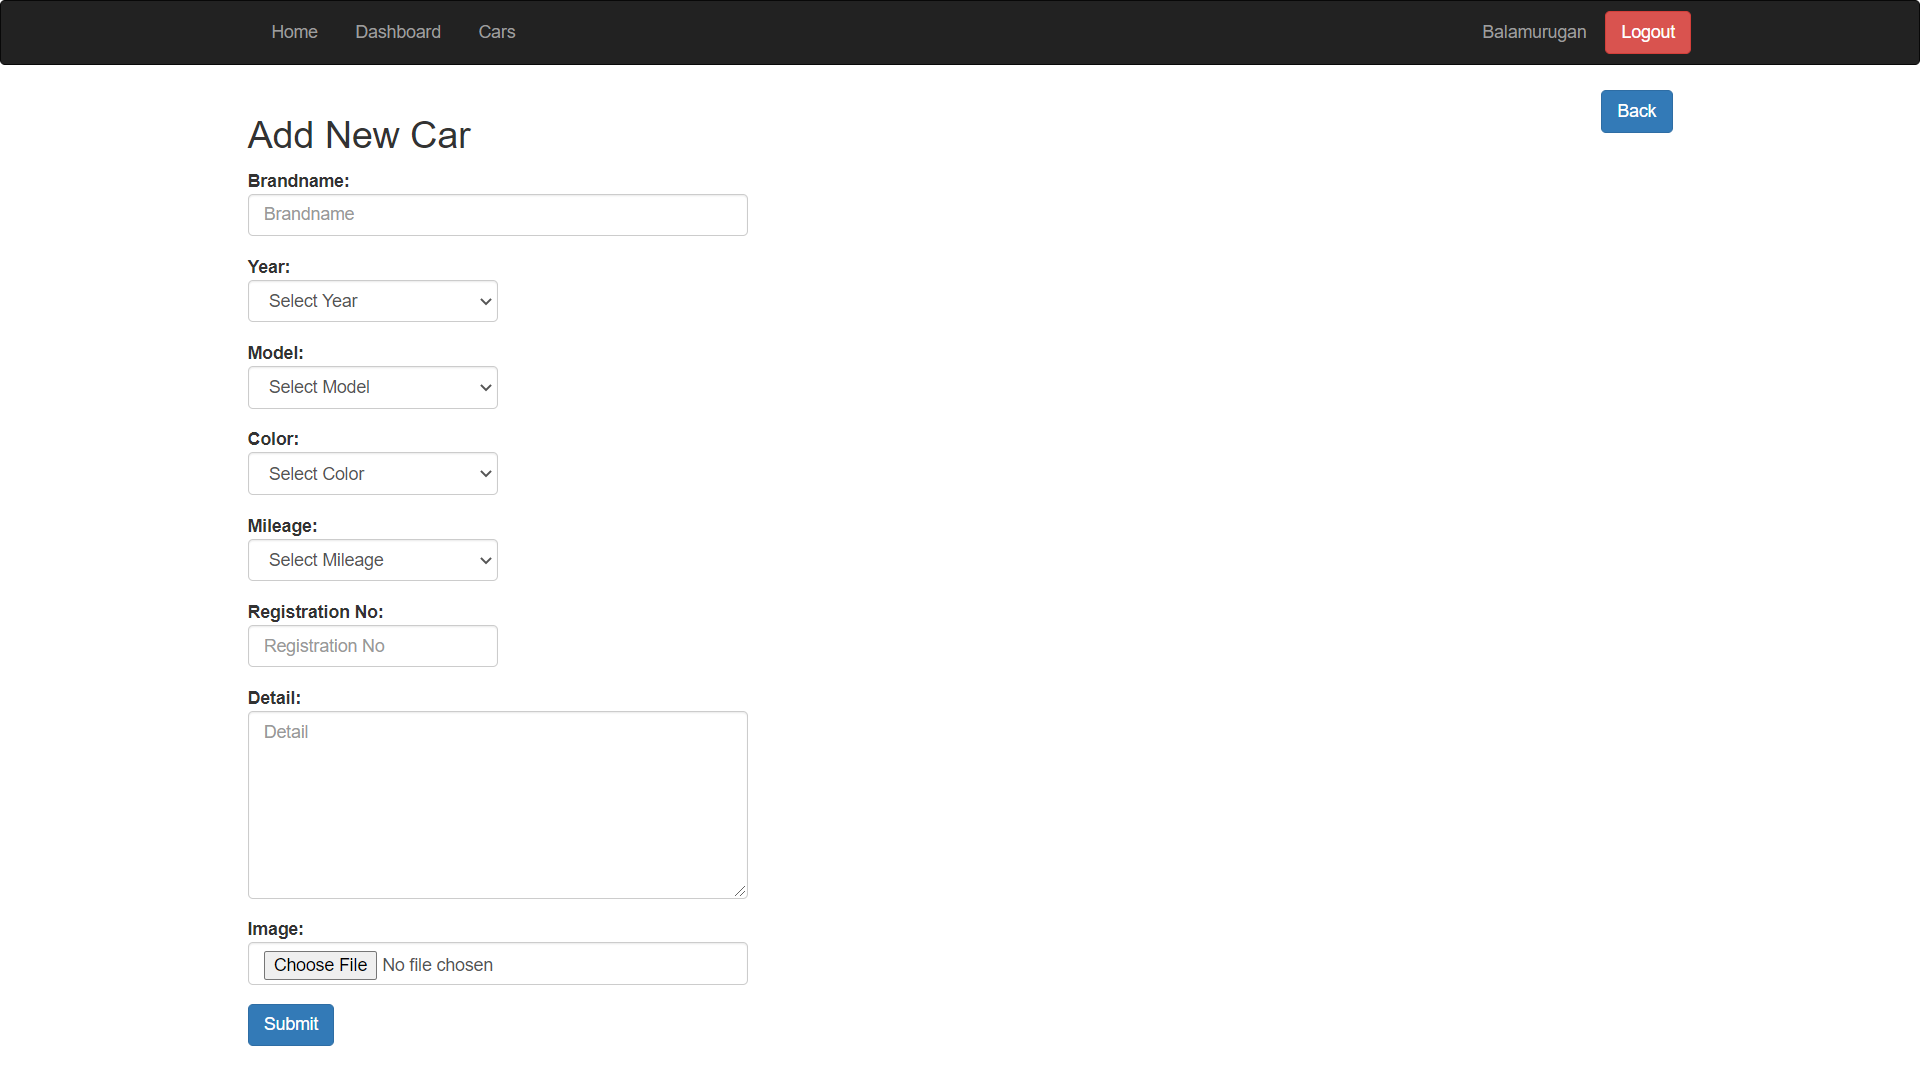 Home Dashboard Cars Balamurugan Logout
Back
Add New Car
Brandname:
Brandname
Year:
Select Year
Model:
Select Model
Color:
Select Color
Mileage:
Select Mileage
Registration No:
Registration No
Detail:
Detail
Image:
Choose File No file chosen
Submit